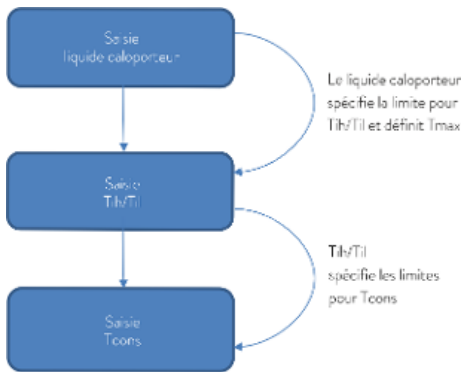 Saisie
liquide caloporteur
Le liquide caloporteur
spécifie la limite pour
Tih/Til et définit Tmax
Saisie
Tih/Til
Tih/Til
spécifie les limites
pour Tcons
Saisie
Tcons